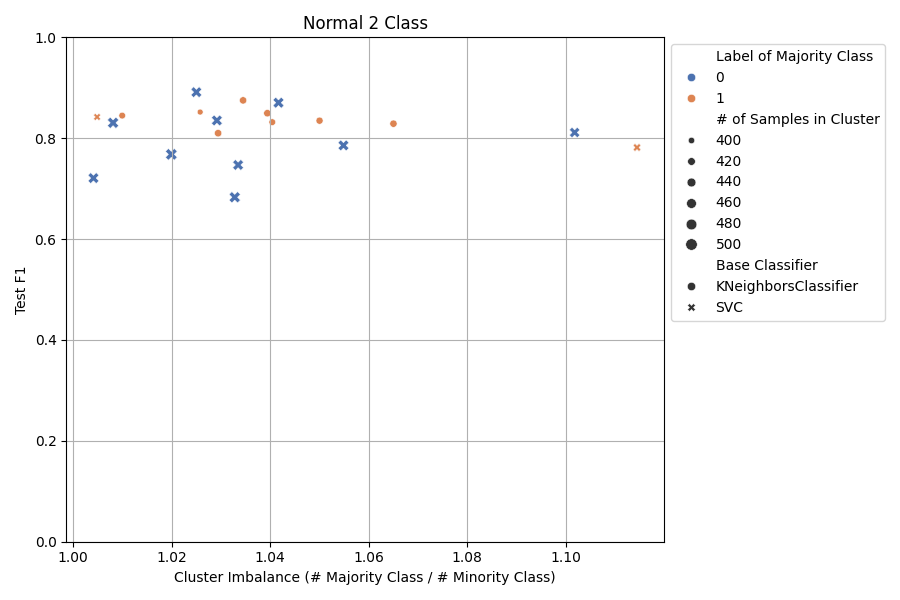 Normal 2 Class
1.0
0.8
0.6
0.4
0.2
0.0
Test F1
1.00
1.02
1.04
1.06
1.08
1.10
Cluster Imbalance (# Majority Class / # Minority Class)
Label of Majority Class
0
1
# of Samples in Cluster
400
420
440
460
480
500
Base Classifier
KNeighborsClassifier
SVC